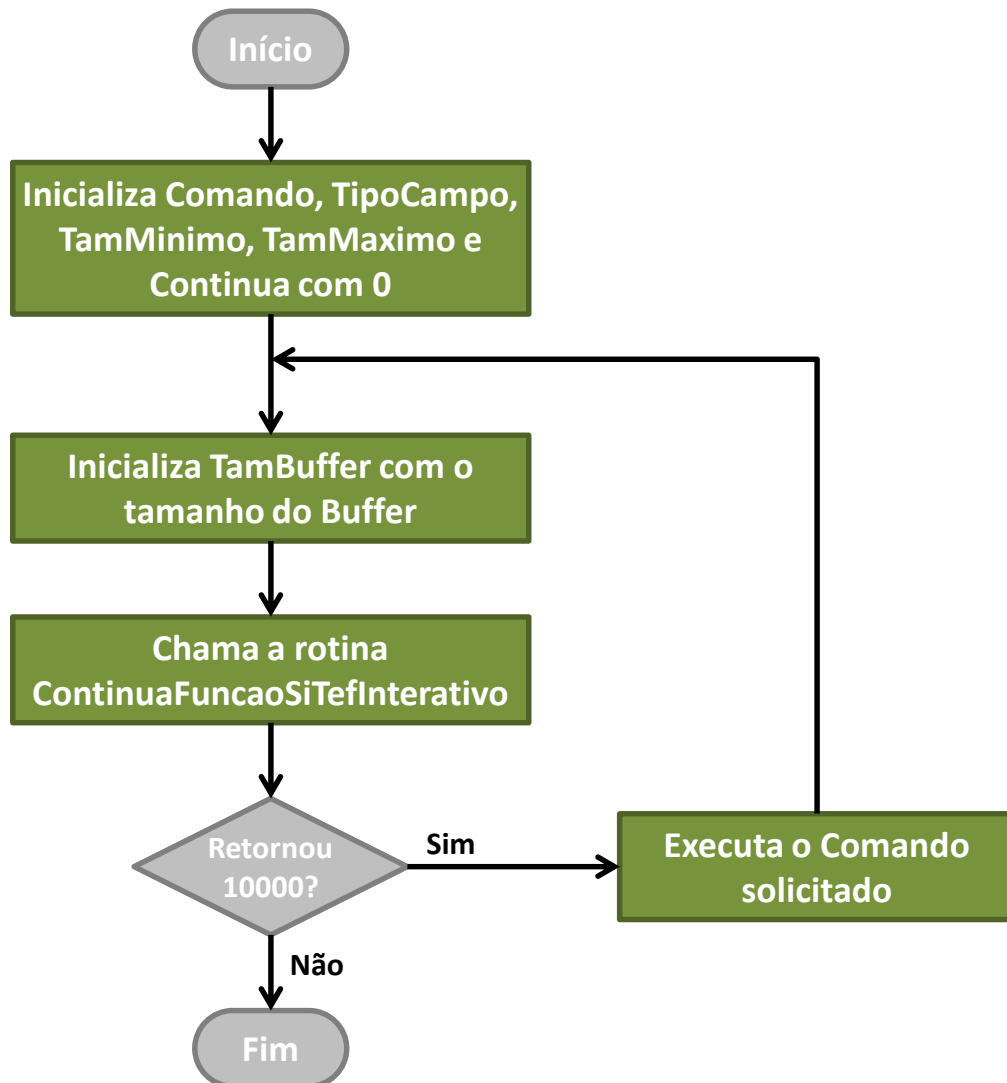 Início
Inicializa Comando, TipoCampo,
TamMinimo, TamMaximo e
Continua com 0
Inicializa TamBuffer com o
tamanho do Buffer
Chama a rotina
ContinuaFuncaoSiTefInterativo
Retornou
10000?
Sim
Executa o Comando
solicitado
Não
Fim